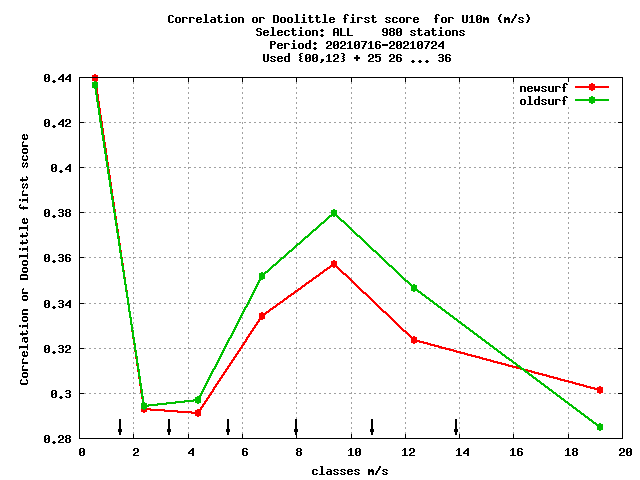 Correlation or Doolittle first score  for U10m (m/s)
Selection: ALL    980 stations
Period: 20210716-20210724
Used {00,12} + 25 26 ... 36
newsurf
oldsurf
Correlation or Doolittle first score
0.44
0.42
0.4
0.38
0.36
0.34
0.32
0.3
0.28
0 2 4 6 8 10 12 14 16 18 20
classes m/s